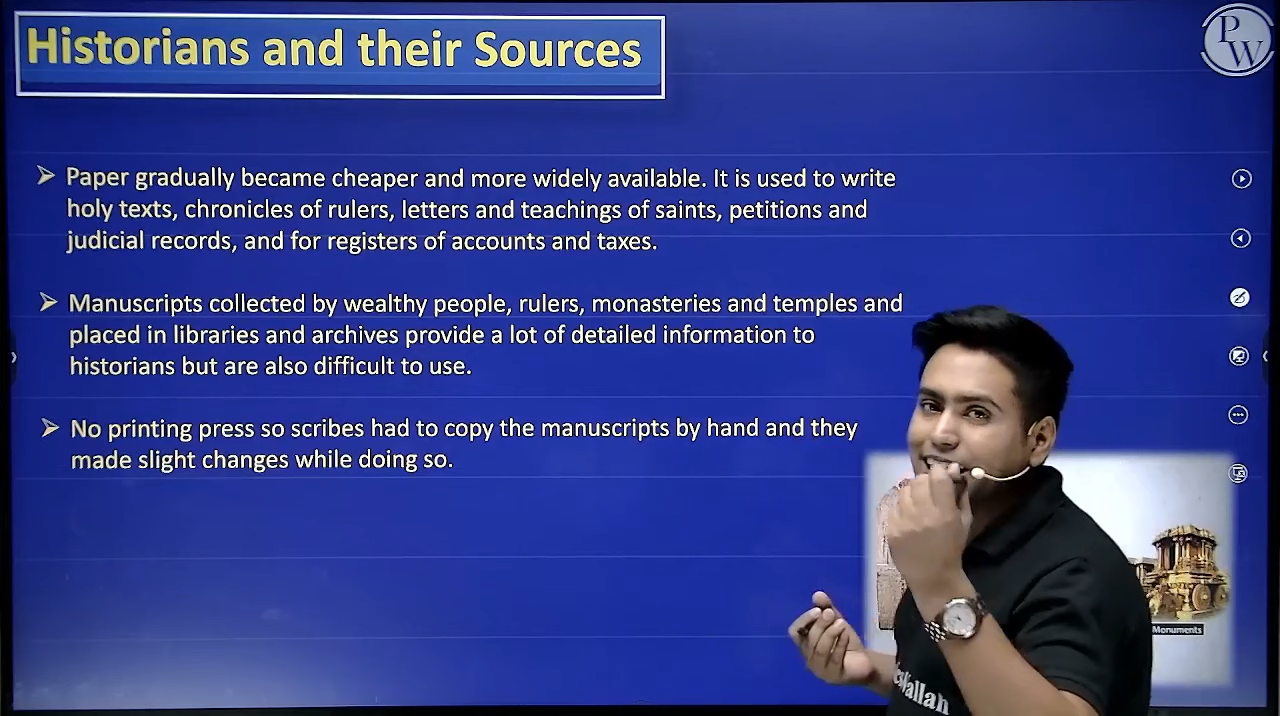 Historians and their Sources
PW
Paper gradually became cheaper and more widely available. It is used to write
holy texts, chronicles of rulers, letters and teachings of saints, petitions and
judicial records, and for registers of accounts and taxes.
Manuscripts collected by wealthy people, rulers, monasteries and temples and
placed in libraries and archives provide a lot of detailed information to
historians but are also difficult to use.
No printing press so scribes had to copy the manuscripts by hand and they
made slight changes while doing so.
Monuments